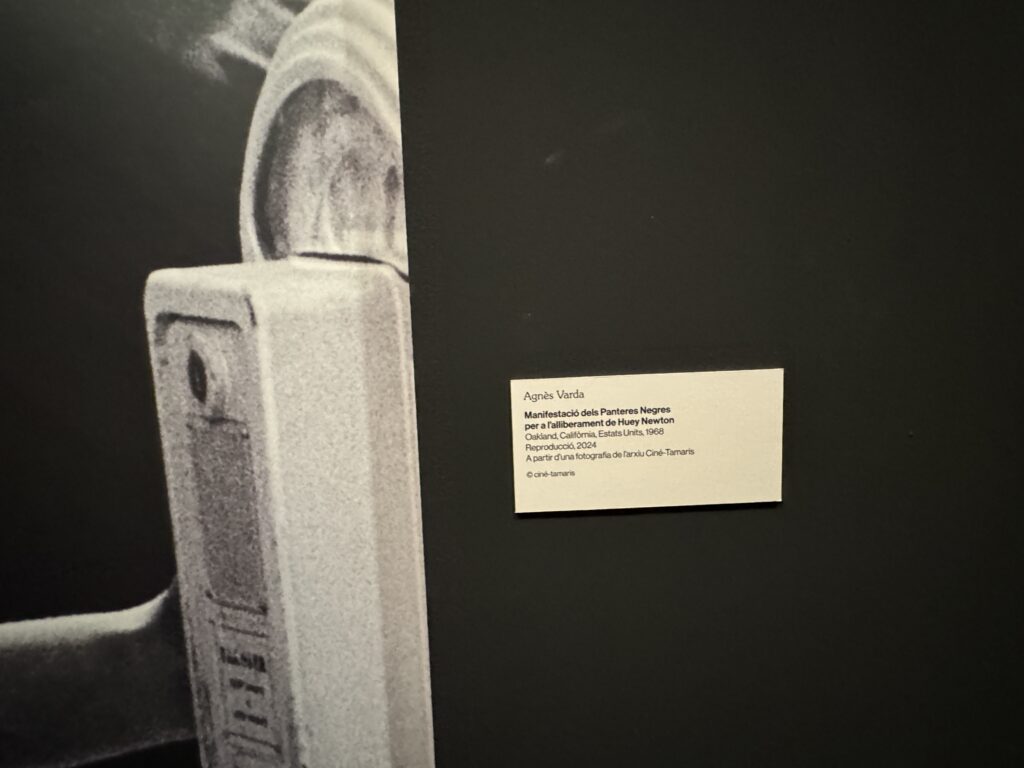 Agnès Varda
Manifestació dels Panteres Negres
per a l'alliberament de Huey Newton
Oakland, Califòrnia, Estats Units, 1968
Reproducció, 2024
A partir d'una fotografia de l'arxiu Ciné-Tamaris
© ciné-tamaris